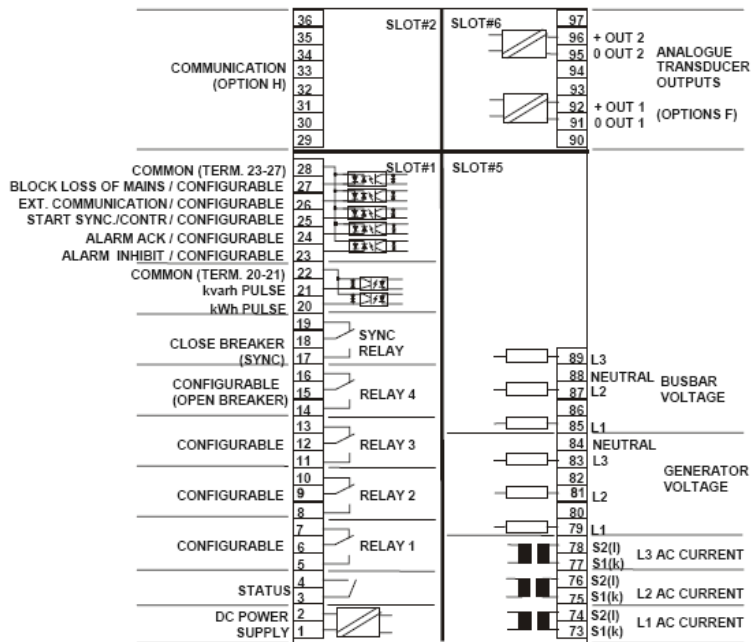 36 SLOT#2 SLOT#6 97
35 96 + OUT 2 ANALOGUE
34 95 0 OUT 2 TRANSDUCER
COMMUNICATION 33 94 OUTPUTS
(OPTION H) 32 93
31 92 + OUT 1 (OPTIONS F)
30 91 0 OUT 1
29 90
COMMON (TERM. 23-27) 28 SLOT#1 SLOT#5
BLOCK LOSS OF MAINS / CONFIGURABLE 27
EXT. COMMUNICATION / CONFIGURABLE 26
START SYNC./CONTR / CONFIGURABLE 25
ALARM ACK / CONFIGURABLE 24
ALARM INHIBIT / CONFIGURABLE 23
COMMON (TERM. 20-21) 22
kvarh PULSE 21
kWh PULSE 20
19
CLOSE BREAKER 18 SYNC
(SYNC) 17 RELAY 89 L3
CONFIGURABLE 16 88 NEUTRAL BUSBAR
(OPEN BREAKER) 15 RELAY 4 87 L2 VOLTAGE
14 86
13 85 L1
CONFIGURABLE 12 RELAY 3 84 NEUTRAL
11 83 L3 GENERATOR
10 82 VOLTAGE
CONFIGURABLE 9 RELAY 2 81 L2
8 80
7 79 L1
CONFIGURABLE 6 RELAY 1 78 S2(l) L3 AC CURRENT
5 77 S1(k)
STATUS 4 76 S2(l) L2 AC CURRENT
3 75 S1(k)
DC POWER 2 74 S2(l) L1 AC CURRENT
SUPPLY 1 73 S1(k)